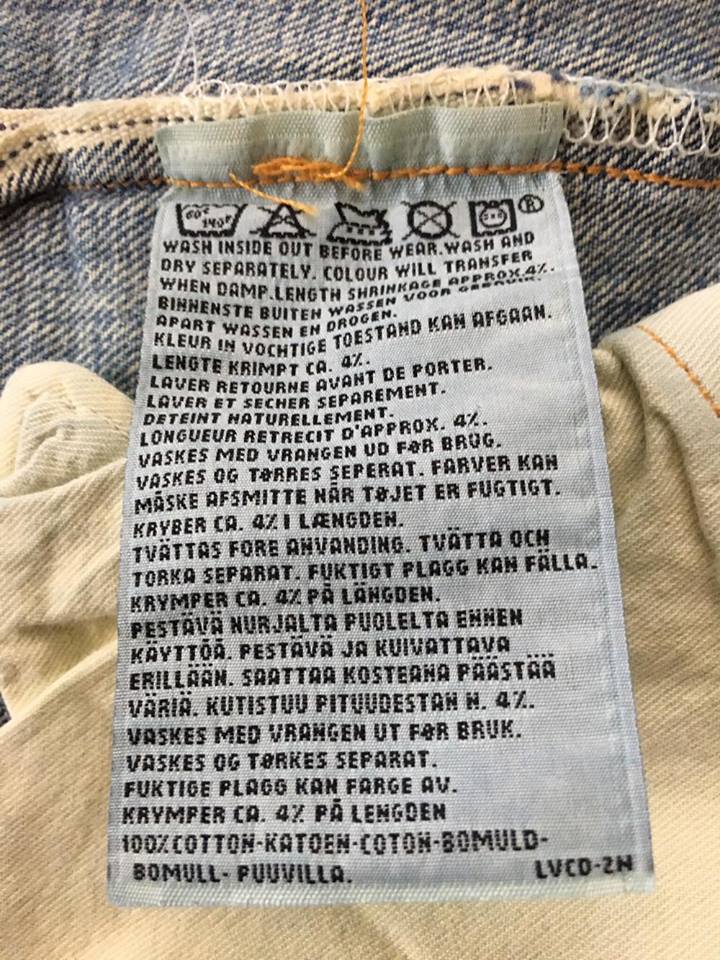 60°C 140°F ®
WASH INSIDE OUT BEFORE WEAR.WASH AND
DRY SEPARATELY. COLOUR WILL TRANSFER
WHEN DAMP.LENGTH SHRINKAGE APPROX.4%.
BINNENSTE BUITEN WASSEN VOOR GEBRUIK.
APART WASSEN EN DROGEN.
KLEUR IN VOCHTIGE TOESTAND KAN AFGAAN.
LENGTE KRIMPT CA. 4%.
LAVER RETOURNE AVANT DE PORTER.
LAVER ET SECHER SEPAREMENT.
DETEINT NATURELLEMENT.
LONGUEUR RETRECIT D'APPROX. 4%.
VASKES MED VRANGEN UD FØR BRUG.
VASKES OG TØRRES SEPERAT. FARVER KAN
MÅSKE AFSMITTE NÅR TØJET ER FUGTIGT.
KRYBER CA. 4% I LÆNGDEN.
TVÄTTAS FORE ANVANDING. TVÄTTA OCH
TORKA SEPARAT. FUKTIGT PLAGG KAN FÄLLA.
KRYMPER CA. 4% PÅ LÄNGDEN.
PESTÄVÄ NURJALTA PUOLELTA ENNEN
KÄYTTÖÄ. PESTÄVÄ JA KUIVATTAVA
ERILLÄÄN. SAATTAA KOSTEANA PÄÄSTÄÄ
VÄRIÄ. KUTISTUU PITUUDESTAN N. 4%.
VASKES MED VRANGEN UT FØR BRUK.
VASKES OG TØRKES SEPARAT.
FUKTIGE PLAGG KAN FARGE AV.
KRYMPER CA. 4% PÅ LENGDEN
100%COTTON-KATOEN-COTON-BOMULD-
BOMULL- PUUVILLA. LVCO-2N